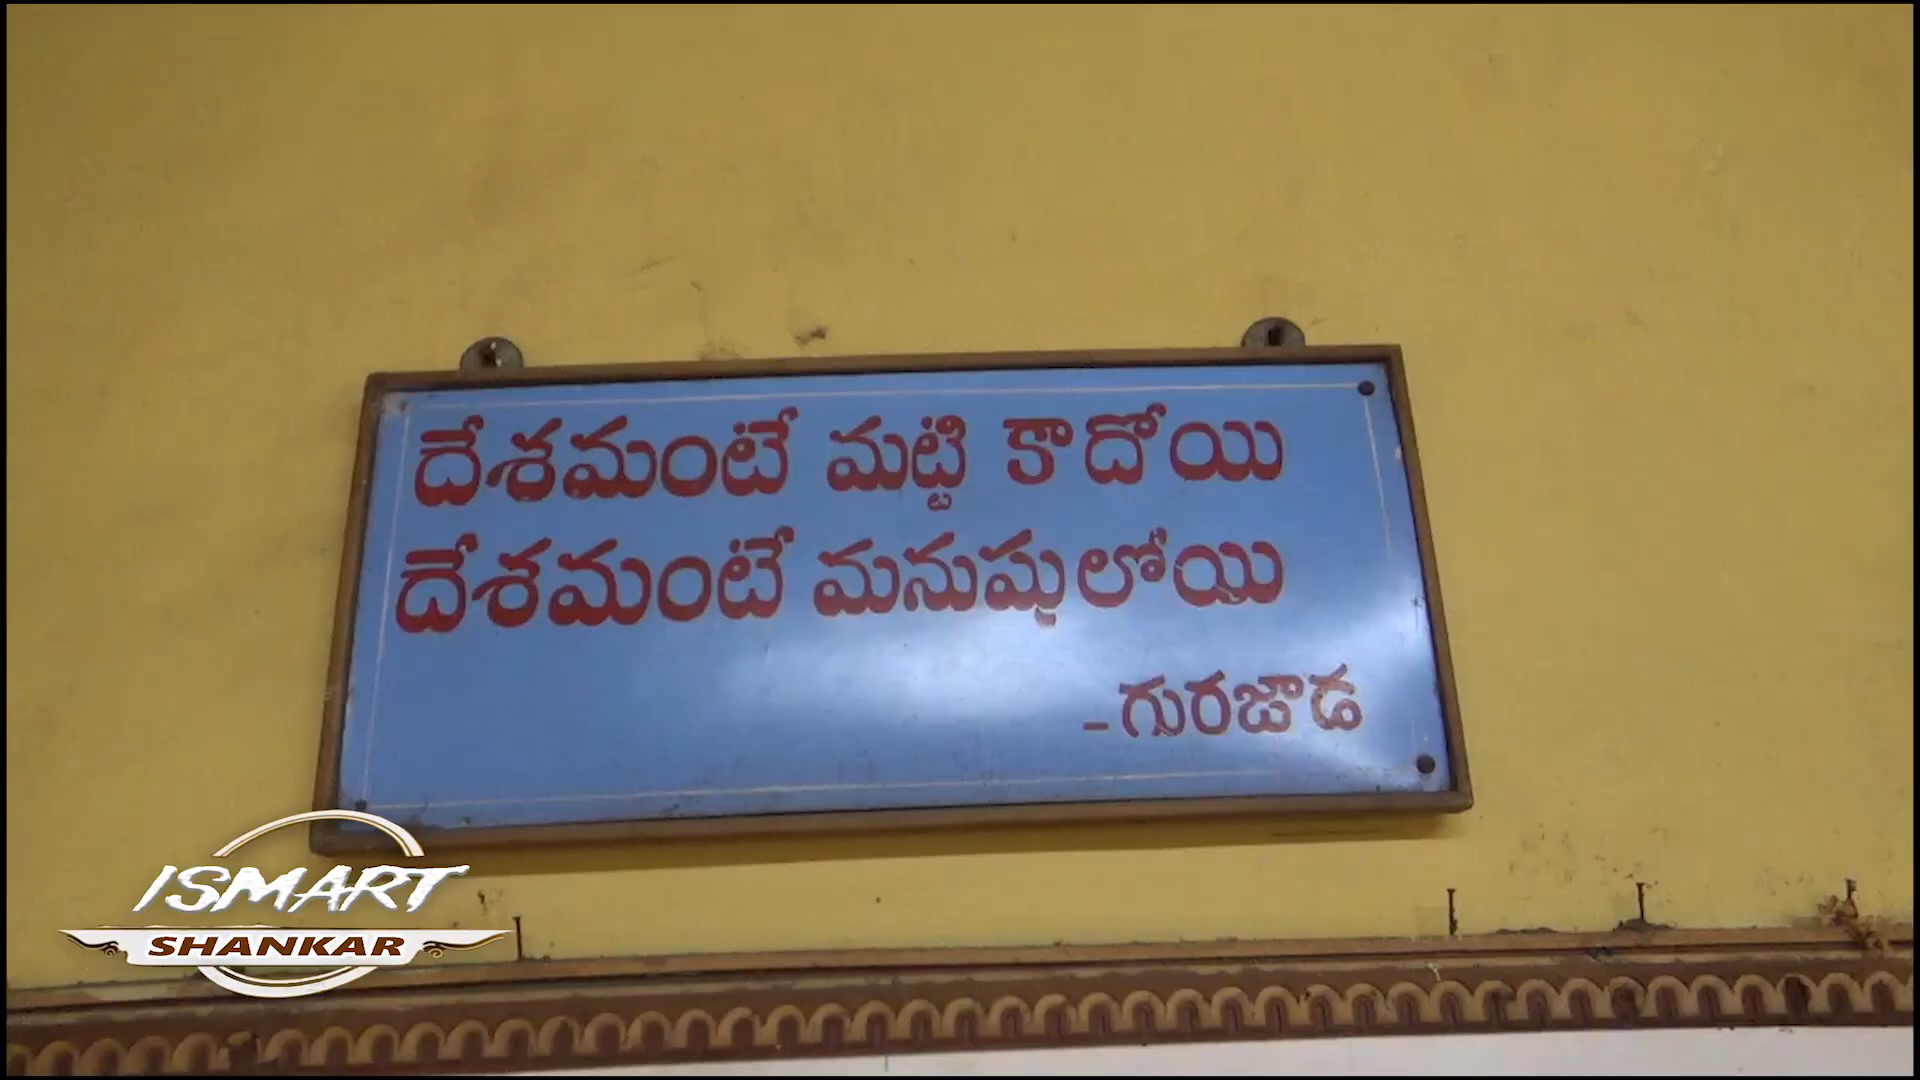 దేశమంటే మట్టి కాదోయి
దేశమంటే మనుషులోయి
- గురజాడ
ISMART
SHANKAR